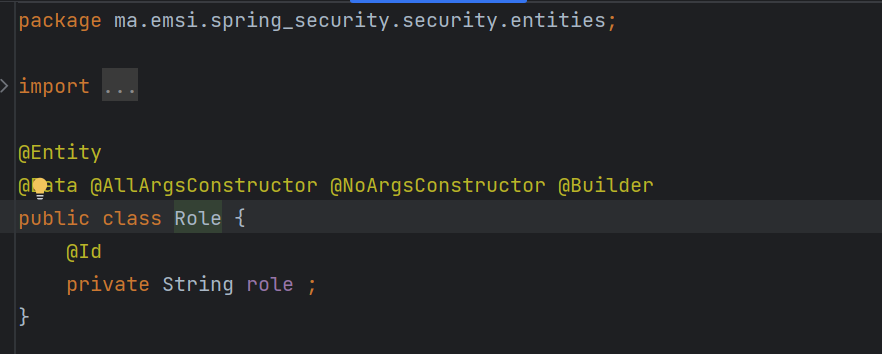 package ma.emsi.spring_security.security.entities;
import ...
@Entity
@Data @AllArgsConstructor @NoArgsConstructor @Builder
public class Role {
@Id
private String role ;
}